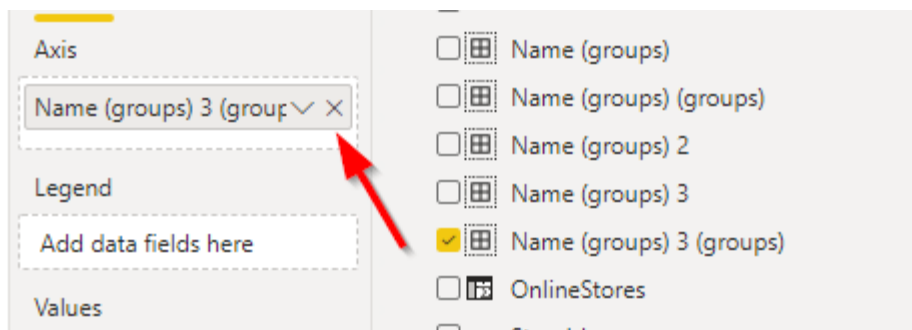 Axis
Name (groups) 3 (group
Legend
Add data fields here
Values
Name (groups)
Name (groups) (groups)
Name (groups) 2
Name (groups) 3
Name (groups) 3 (groups)
OnlineStores